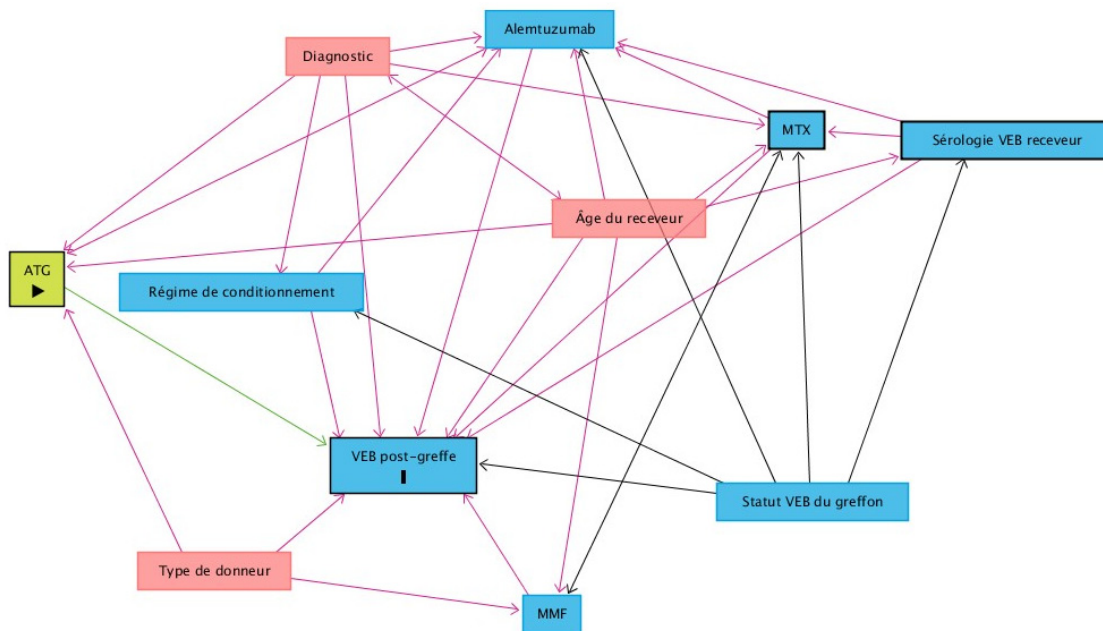 Alemtuzumab
Diagnostic
MTX
Sérologie VEB receveur
Âge du receveur
ATG
Régime de conditionnement
VEB post-greffe
Statut VEB du greffon
Type de donneur
MMF